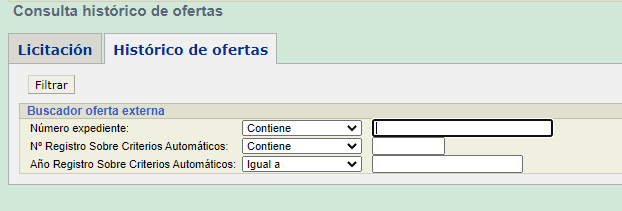 Consulta histórico de ofertas
Licitación Histórico de ofertas
Filtrar
Buscador oferta externa
Número expediente: Contiene
Nº Registro Sobre Criterios Automáticos: Contiene
Año Registro Sobre Criterios Automáticos: Igual a